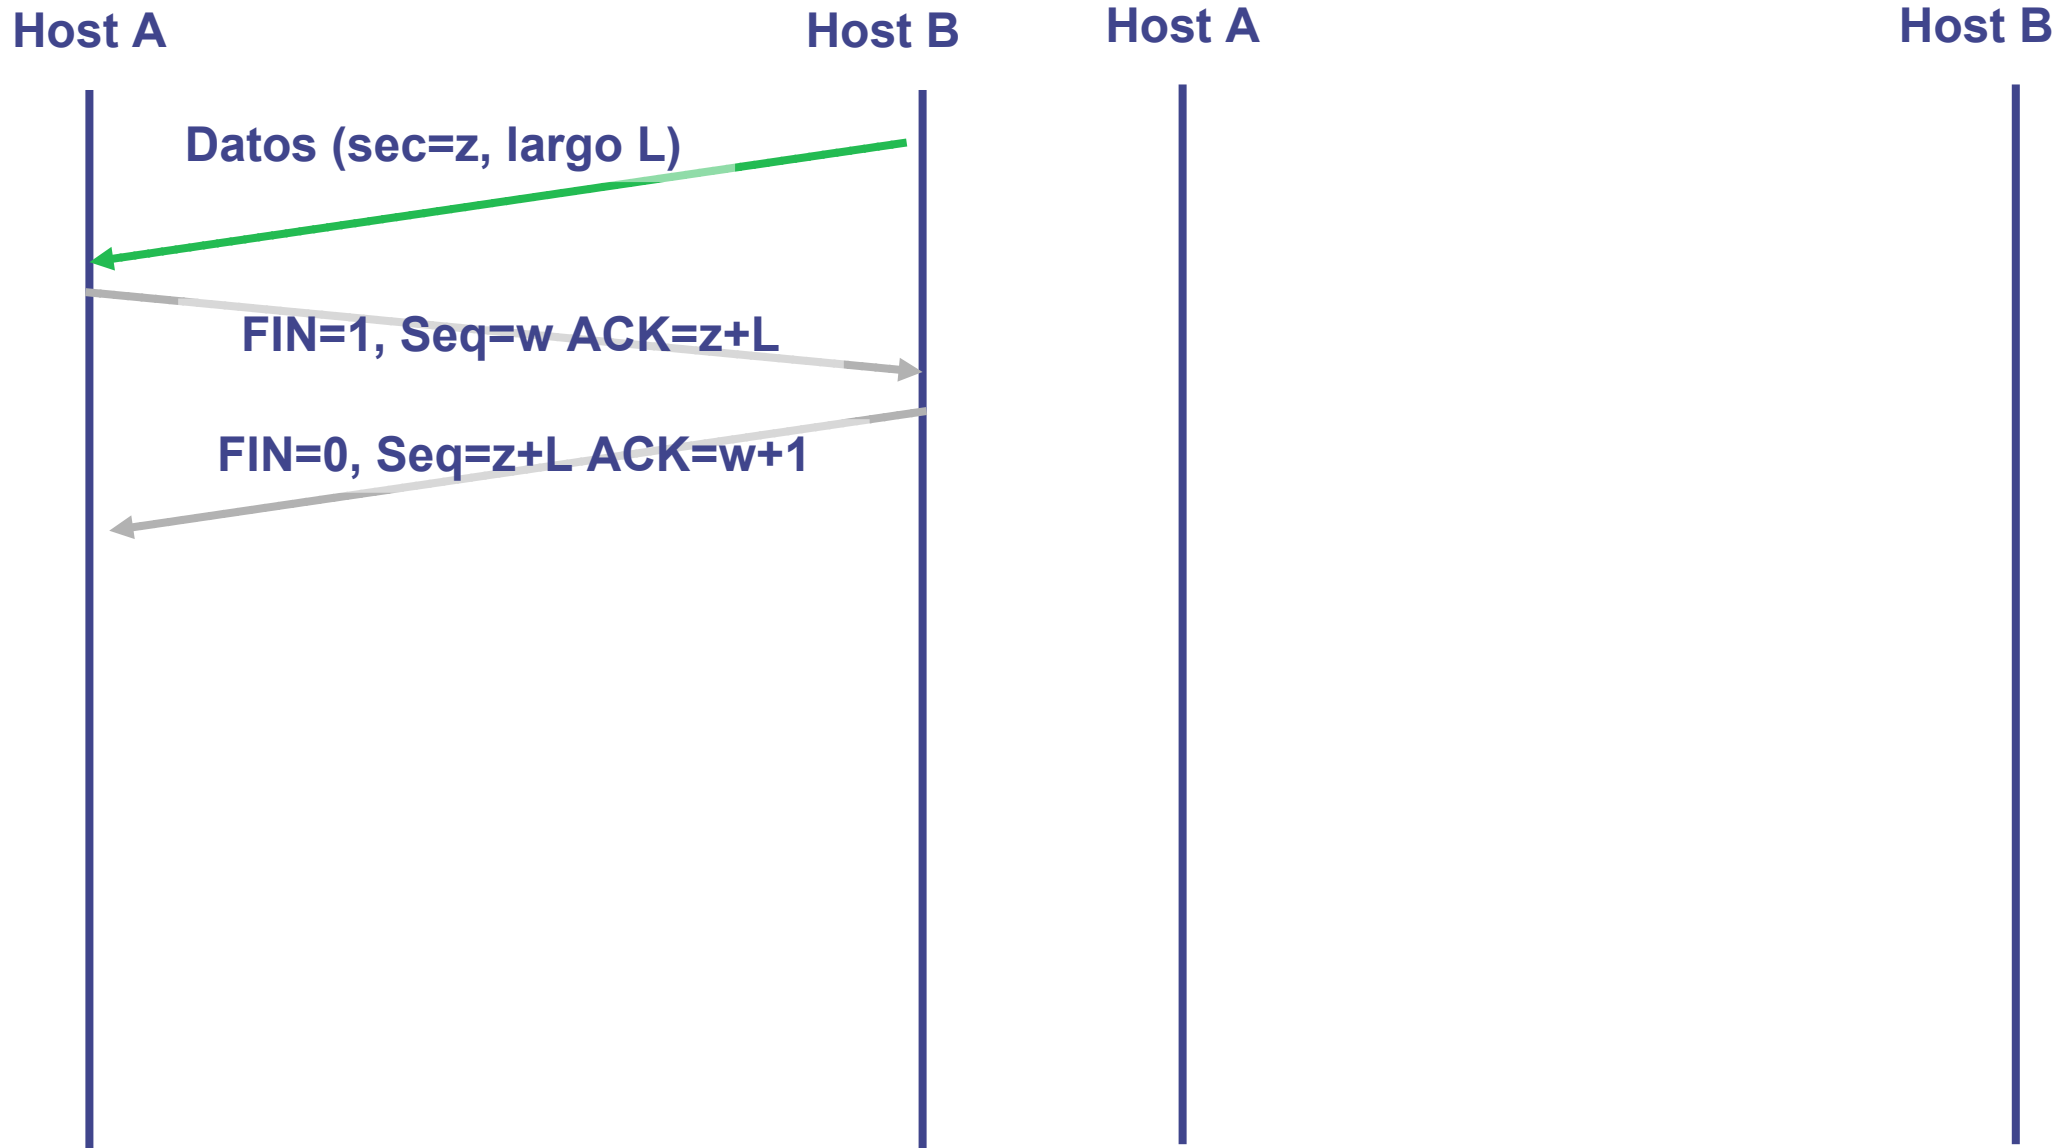 Host A
Host B
Datos (sec=z, largo L)
FIN=1, Seq=w ACK=z+L
FIN=0, Seq=z+L ACK=w+1
Host A
Host B